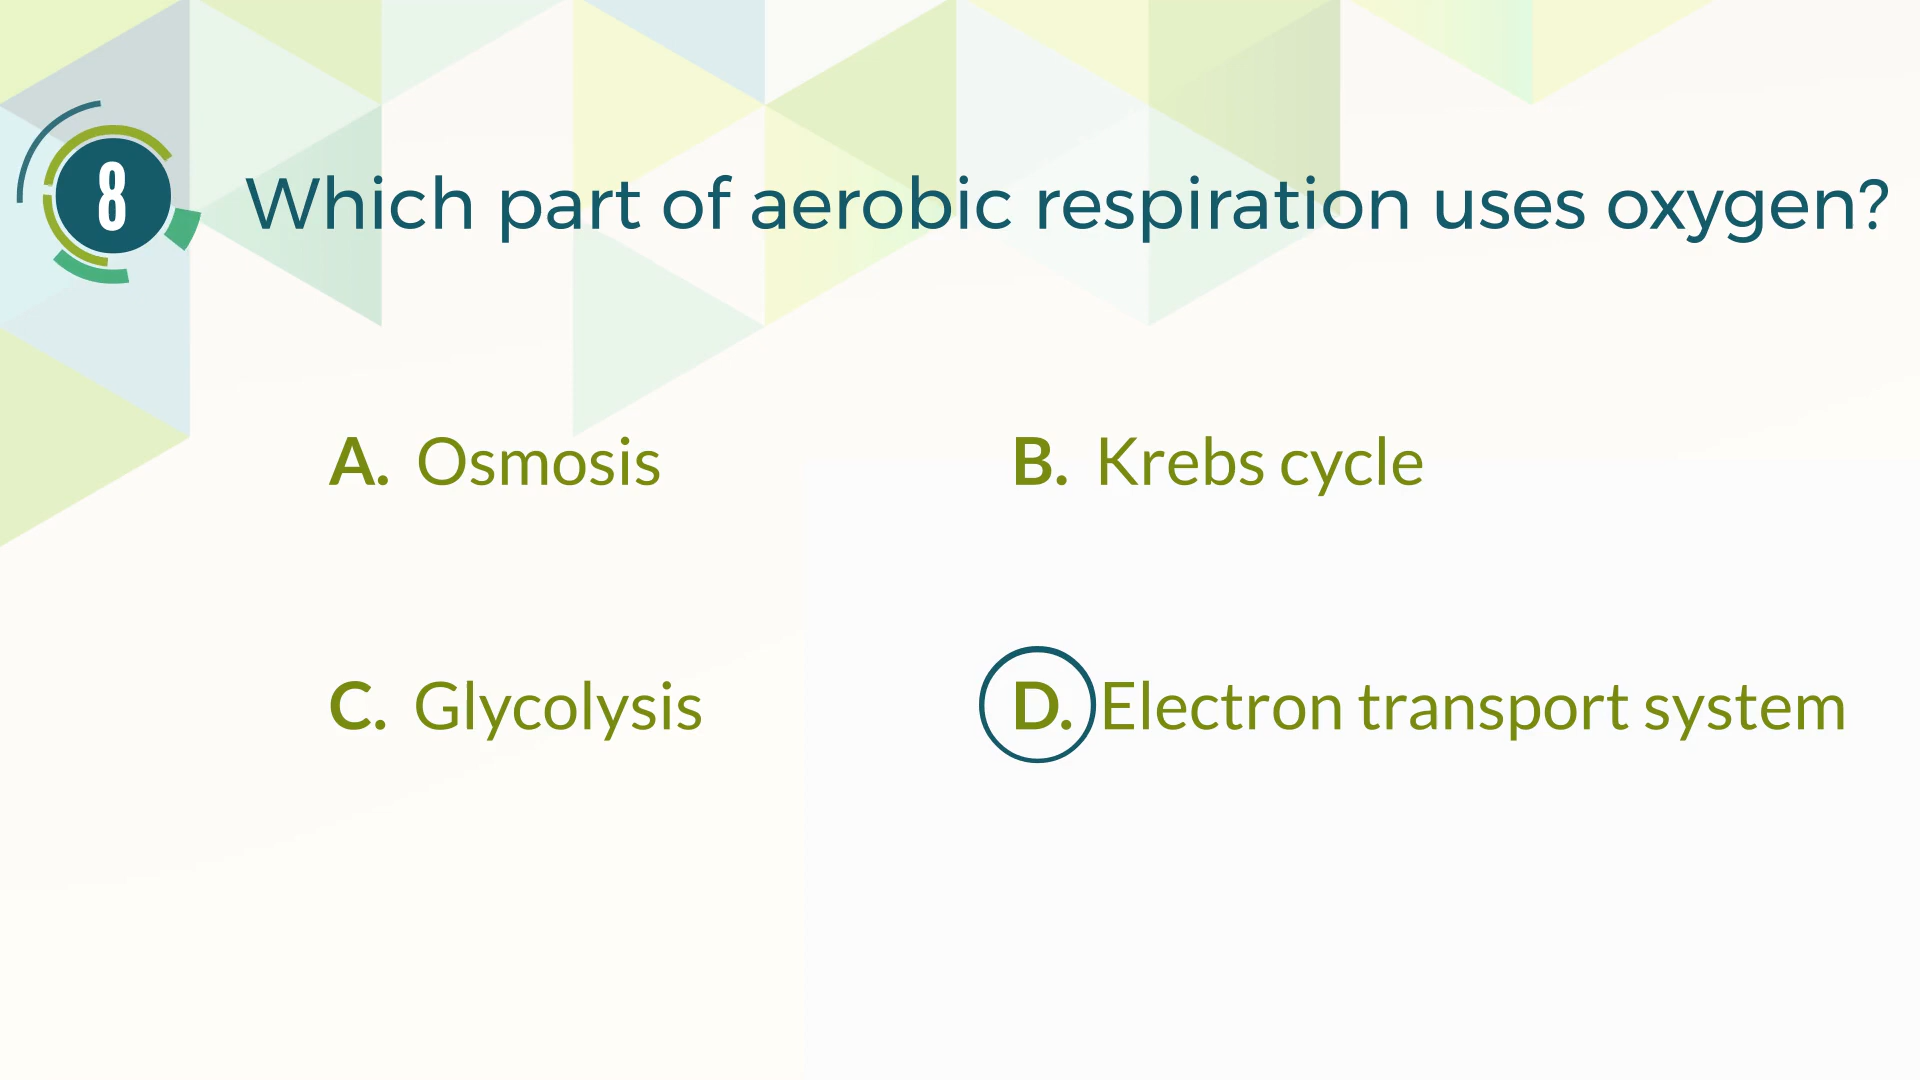 8
Which part of aerobic respiration uses oxygen?
A. Osmosis
B. Krebs cycle
C. Glycolysis
D. Electron transport system